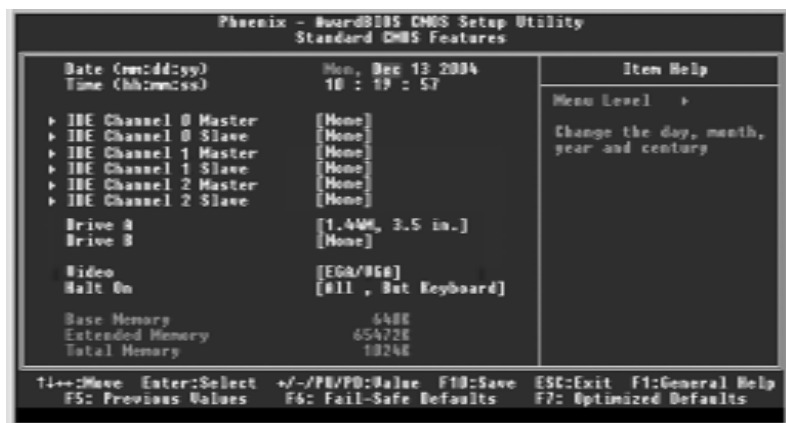 Phoenix - AwardBIOS CMOS Setup Utility
Standard CMOS Features
Date (mm:dd:yy) Mon, Dec 13 2004
Time (hh:mm:ss) 10 : 19 : 57
Item Help
Menu Level
Change the day, month,
year and century
IDE Channel 0 Master [None]
IDE Channel 0 Slave [None]
IDE Channel 1 Master [None]
IDE Channel 1 Slave [None]
IDE Channel 2 Master [None]
IDE Channel 2 Slave [None]
Drive A [1.44M, 3.5 in.]
Drive B [None]
Video [EGA/VGA]
Halt On [All , But Keyboard]
Base Memory 640K
Extended Memory 65472K
Total Memory 1024K
↑↓→←:Move Enter:Select +/-/PU/PD:Value F10:Save ESC:Exit F1:General Help
F5: Previous Values F6: Fail-Safe Defaults F7: Optimized Defaults